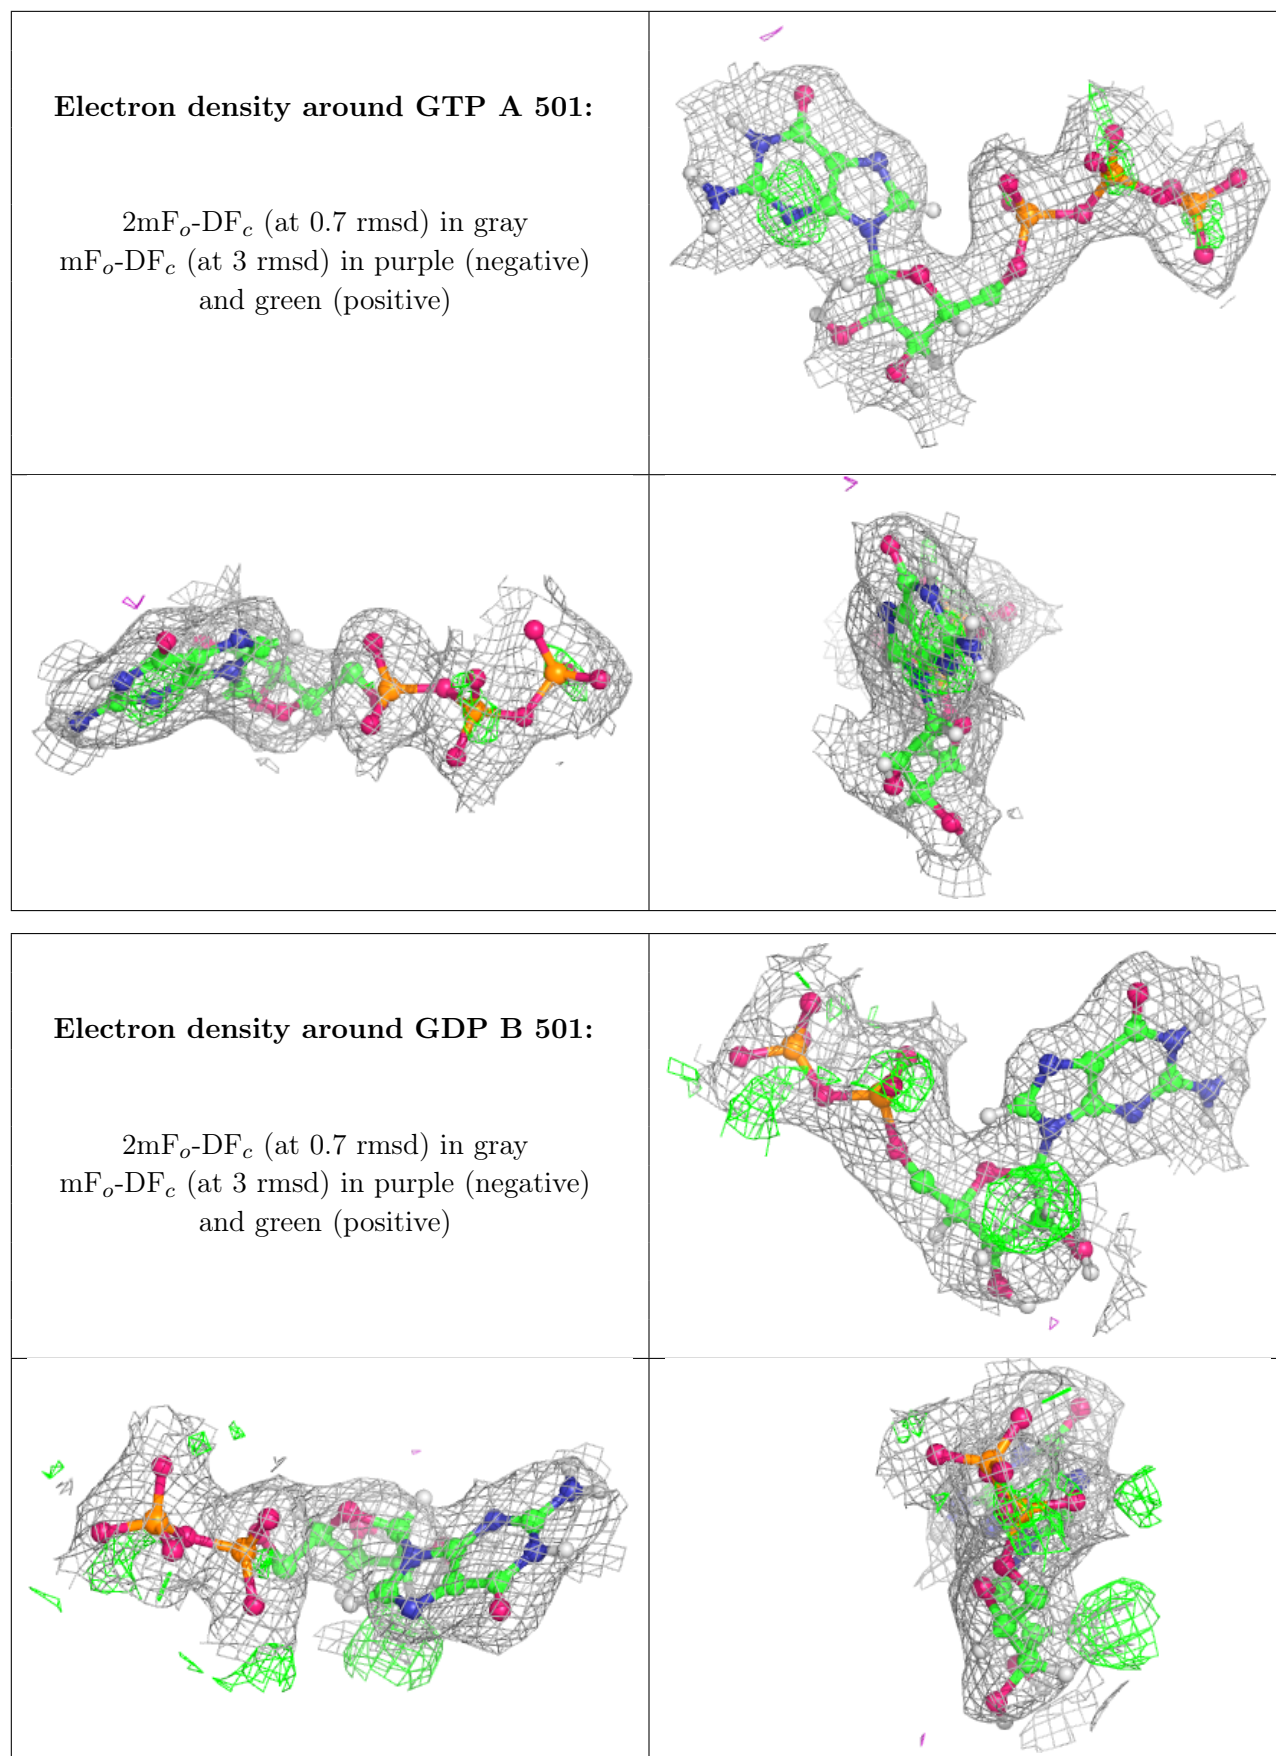 Electron density around GTP A 501:
2mFₒ-DF𝒸 (at 0.7 rmsd) in gray
mFₒ-DF𝒸 (at 3 rmsd) in purple (negative)
and green (positive)
Electron density around GDP B 501:
2mFₒ-DF𝒸 (at 0.7 rmsd) in gray
mFₒ-DF𝒸 (at 3 rmsd) in purple (negative)
and green (positive)